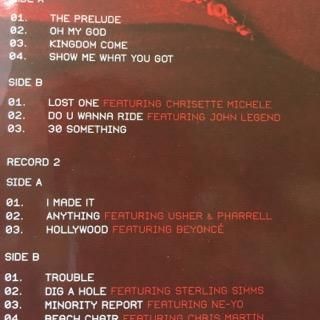 SIDE A
01. THE PRELUDE
02. OH MY GOD
03. KINGDOM COME
04. SHOW ME WHAT YOU GOT
SIDE B
01. LOST ONE FEATURING CHRISETTE MICHELE
02. DO U WANNA RIDE FEATURING JOHN LEGEND
03. 30 SOMETHING
RECORD 2
SIDE A
01. I MADE IT
02. ANYTHING FEATURING USHER & PHARRELL
03. HOLLYWOOD FEATURING BEYONCÉ
SIDE B
01. TROUBLE
02. DIG A HOLE FEATURING STERLING SIMMS
03. MINORITY REPORT FEATURING NE-YO
04. BEACH CHAIR FEATURING CHRIS MARTIN